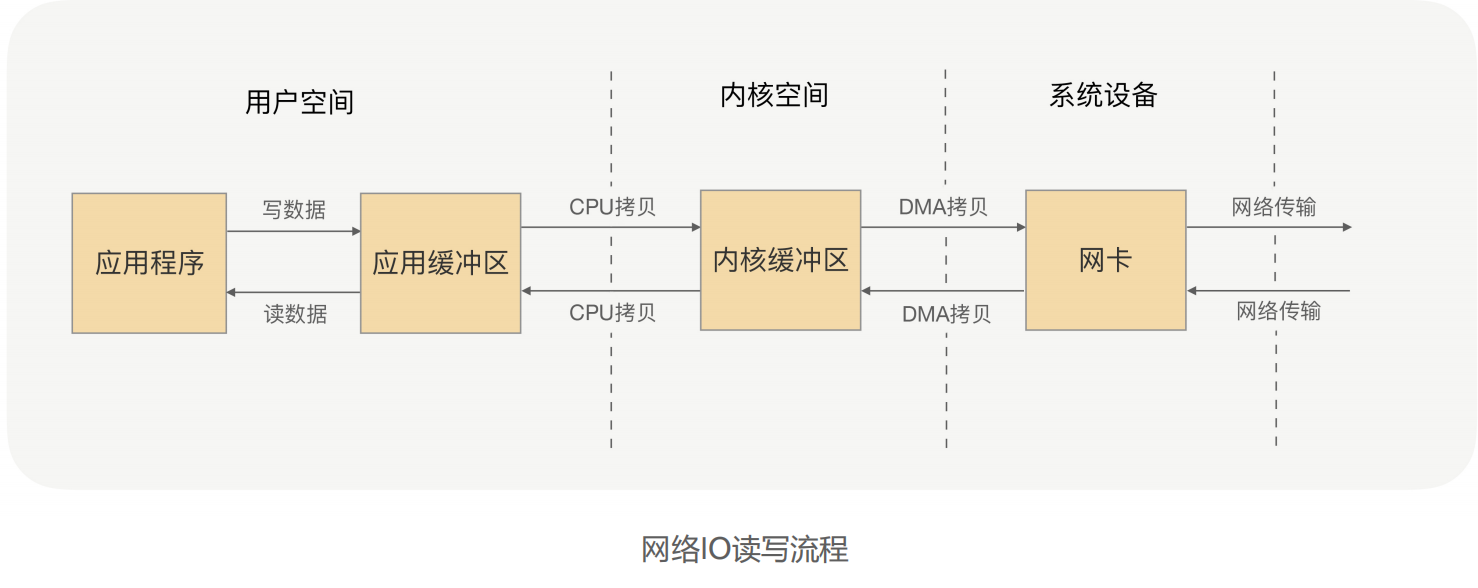 用户空间
内核空间
系统设备
写数据
CPU拷贝
DMA拷贝
网络传输
应用程序
应用缓冲区
内核缓冲区
网卡
读数据
CPU拷贝
DMA拷贝
网络传输
网络IO读写流程